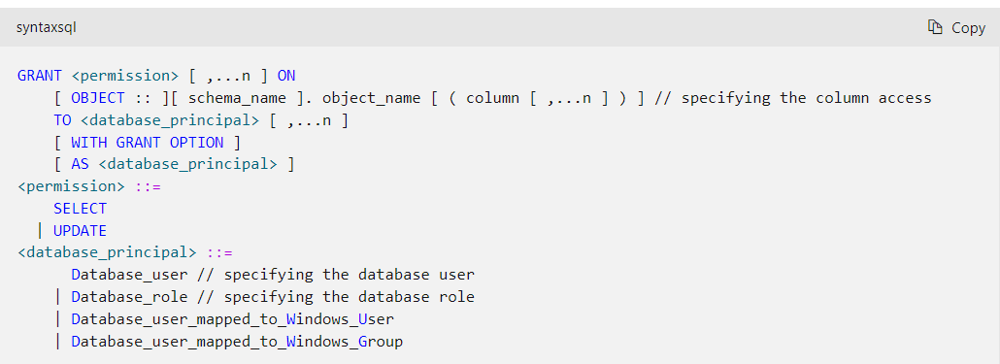 syntaxsql Copy
GRANT <permission> [ ,...n ] ON
    [ OBJECT :: ][ schema_name ]. object_name [ ( column [ ,...n ] ) ] // specifying the column access
    TO <database_principal> [ ,...n ]
    [ WITH GRANT OPTION ]
    [ AS <database_principal> ]
<permission> ::=
    SELECT
  | UPDATE
<database_principal> ::=
      Database_user // specifying the database user
    | Database_role // specifying the database role
    | Database_user_mapped_to_Windows_User
    | Database_user_mapped_to_Windows_Group